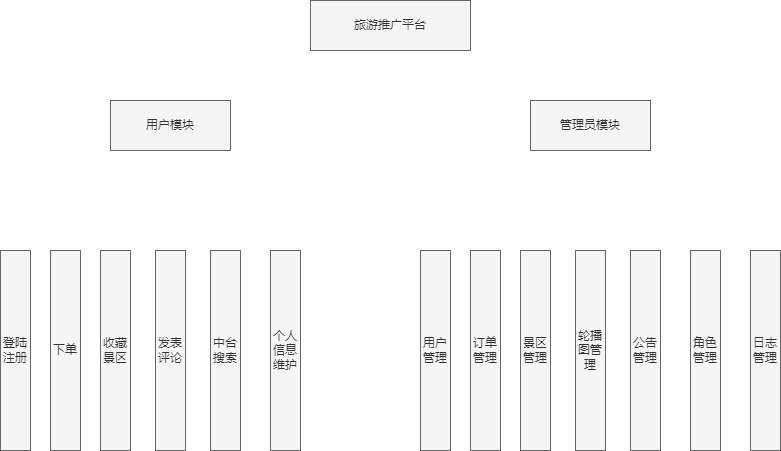 旅游推广平台
用户模块
管理员模块
登陆
注册
下单
收藏
景区
发表
评论
中台
搜索
个人
信息
维护
用户
管理
订单
管理
景区
管理
轮播
图管
理
公告
管理
角色
管理
日志
管理